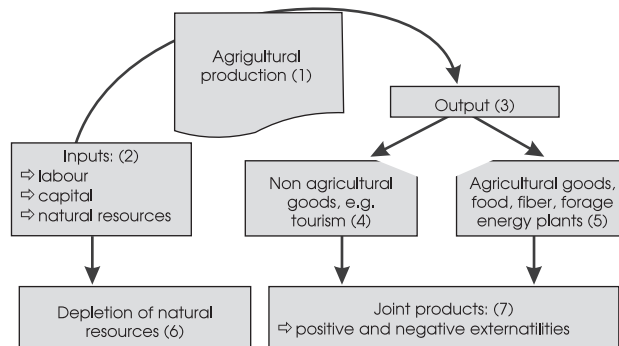 Agrigultural
production (1)
Output (3)
Inputs: (2)
⇨ labour
⇨ capital
⇨ natural resources
Non agricultural
goods, e.g.
tourism (4)
Agricultural goods,
food, fiber, forage
energy plants (5)
Depletion of natural
resources (6)
Joint products: (7)
⇨ positive and negative externatilities